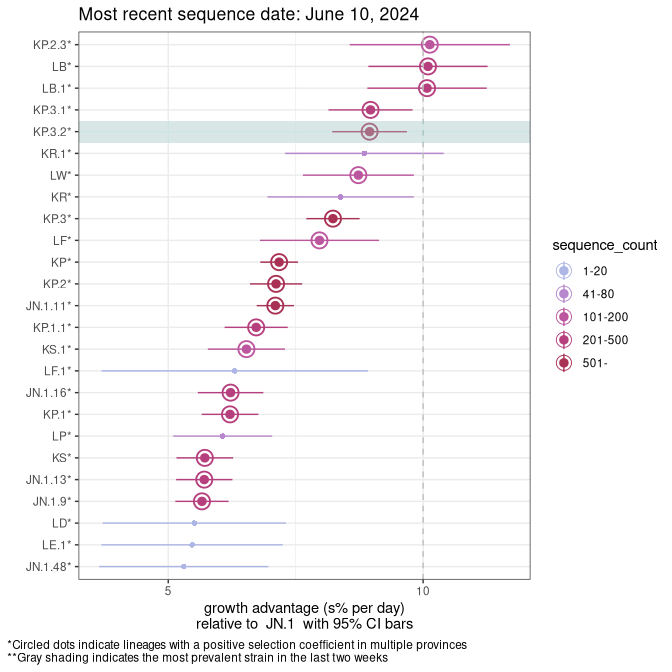 Most recent sequence date: June 10, 2024
KP.2.3*
LB*
LB.1*
KP.3.1*
KP.3.2*
KR.1*
LW*
KR*
KP.3*
LF*
KP*
KP.2*
JN.1.11*
KP.1.1*
KS.1*
LF.1*
JN.1.16*
KP.1*
LP*
KS*
JN.1.13*
JN.1.9*
LD*
LE.1*
JN.1.48*
5 10
growth advantage (s% per day)
relative to JN.1 with 95% CI bars
sequence_count
1-20
41-80
101-200
201-500
501-
*Circled dots indicate lineages with a positive selection coefficient in multiple provinces
**Gray shading indicates the most prevalent strain in the last two weeks